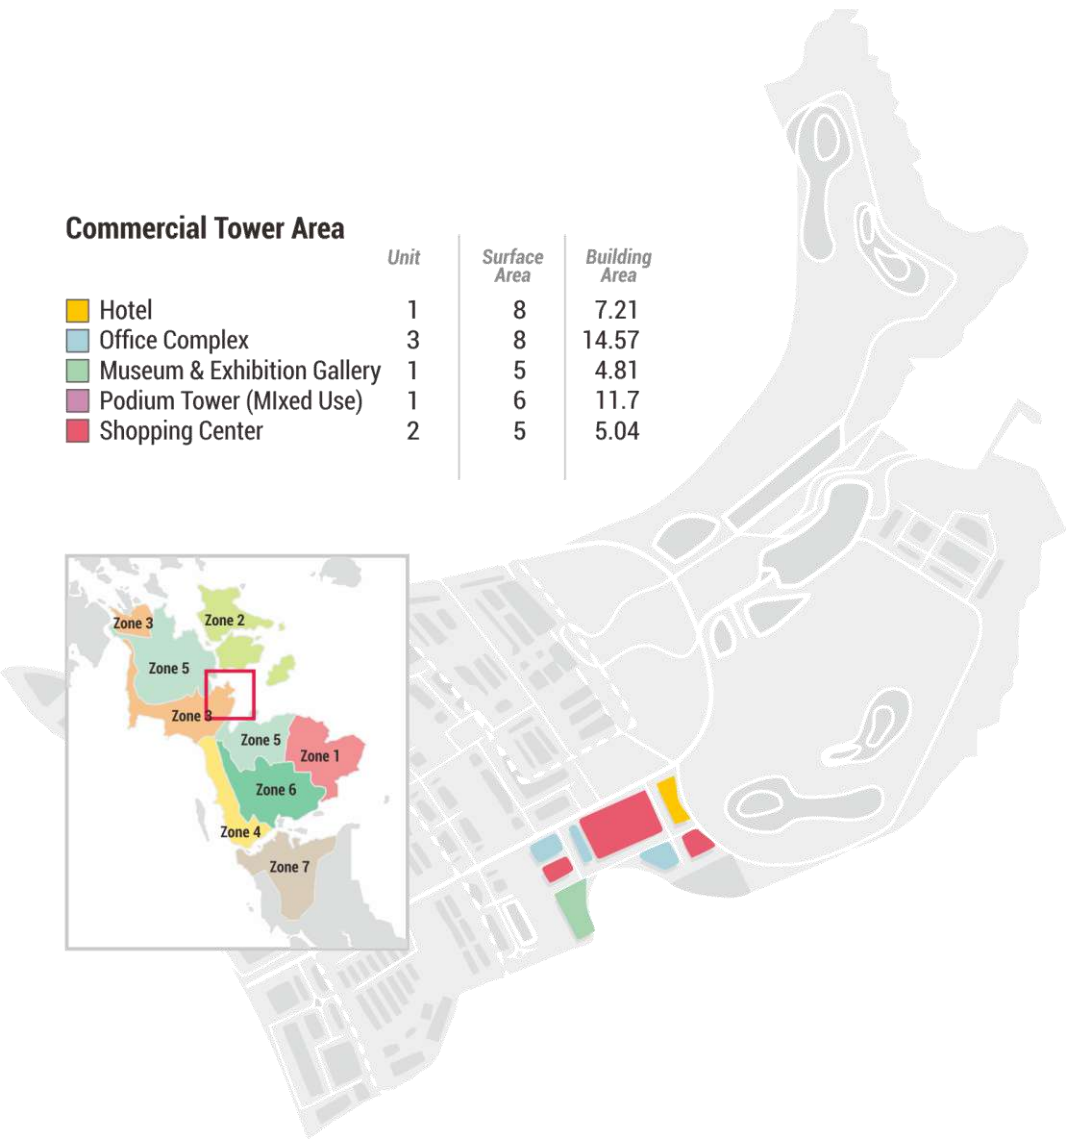 Commercial Tower Area
Unit Surface Area Building Area
Hotel 1 8 7.21
Office Complex 3 8 14.57
Museum & Exhibition Gallery 1 5 4.81
Podium Tower (MIxed Use) 1 6 11.7
Shopping Center 2 5 5.04
Zone 3
Zone 2
Zone 5
Zone 3
Zone 5
Zone 1
Zone 6
Zone 4
Zone 7